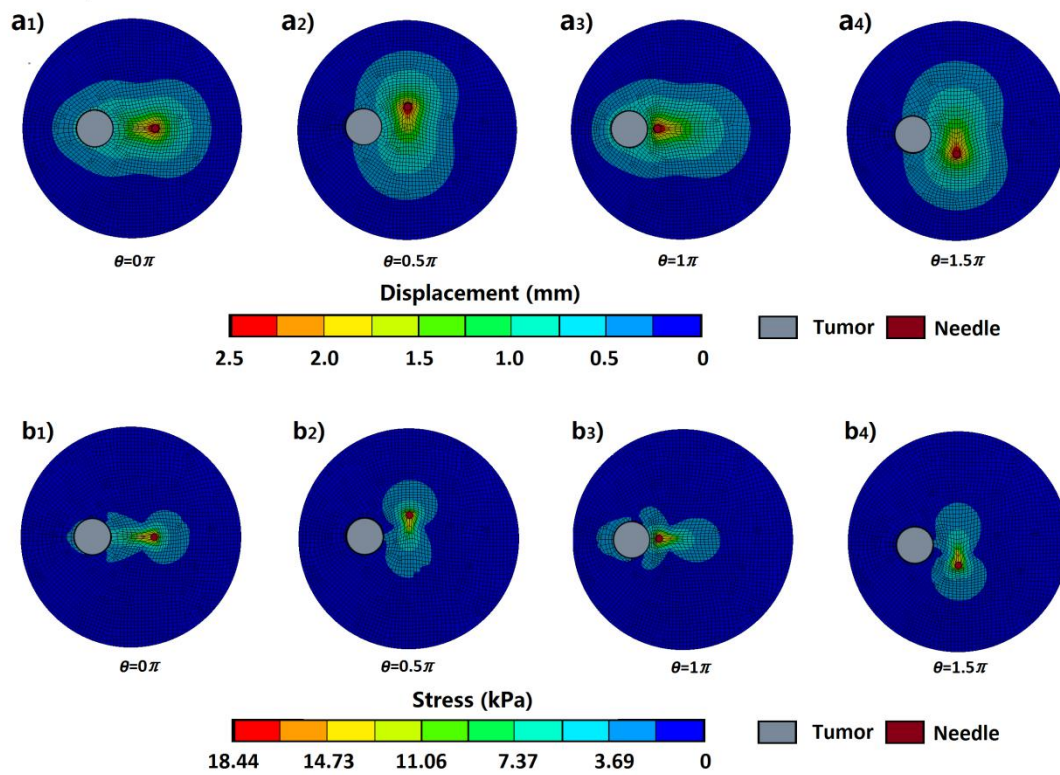 a1) a2) a3) a4)
θ=0π θ=0.5π θ=1π θ=1.5π
Displacement (mm)
2.5 2.0 1.5 1.0 0.5 0
Tumor Needle
b1) b2) b3) b4)
θ=0π θ=0.5π θ=1π θ=1.5π
Stress (kPa)
18.44 14.73 11.06 7.37 3.69 0
Tumor Needle